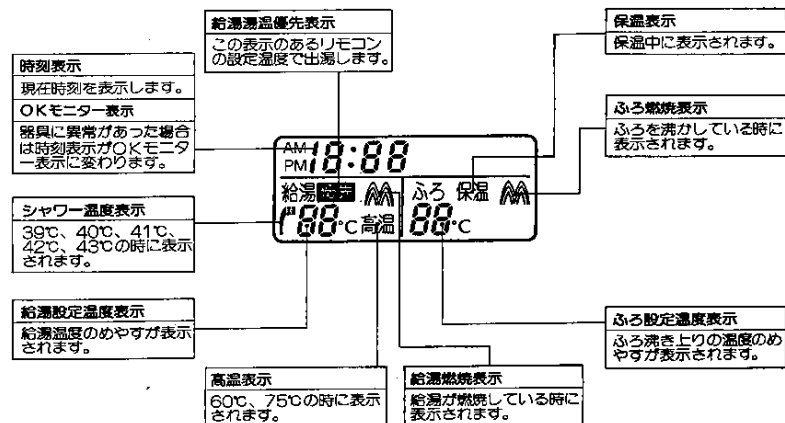 給湯湯温優先表示
この表示のあるリモコン
の設定温度で出湯します。
保温表示
保温中に表示されます。
時刻表示
現在時刻を表示します。
OKモニター表示
器具に異常があった場合
は時刻表示がOKモニタ
ー表示に変わります。
ふろ燃焼表示
ふろを沸かしている時に
表示されます。
AM
PM 18:88
給湯 優先 ふろ 保温
88℃ 高温 88℃
シャワー温度表示
39℃、40℃、41℃、
42℃、43℃の時に表示
されます。
給湯設定温度表示
給湯温度のめやすが表示
されます。
ふろ設定温度表示
ふろ沸き上りの温度のめ
やすが表示されます。
高温表示
60℃、75℃の時に表示
されます。
給湯燃焼表示
給湯が燃焼している時に
表示されます。